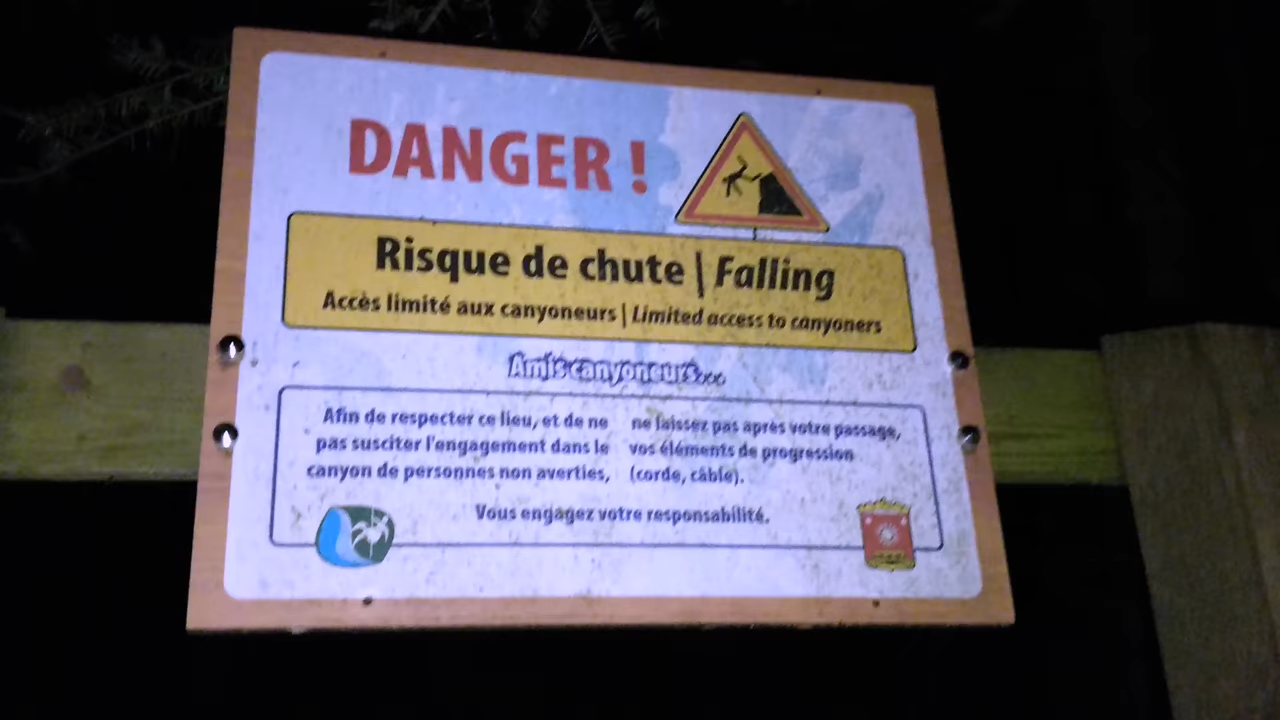 DANGER !
Risque de chute | Falling
Accès limité aux canyoneurs | Limited access to canyoners
Amis canyoneurs...
Afin de respecter ce lieu, et de ne
pas susciter l'engagement dans le
canyon de personnes non averties,
ne laissez pas après votre passage,
vos éléments de progression
(corde, câble).
Vous engagez votre responsabilité.